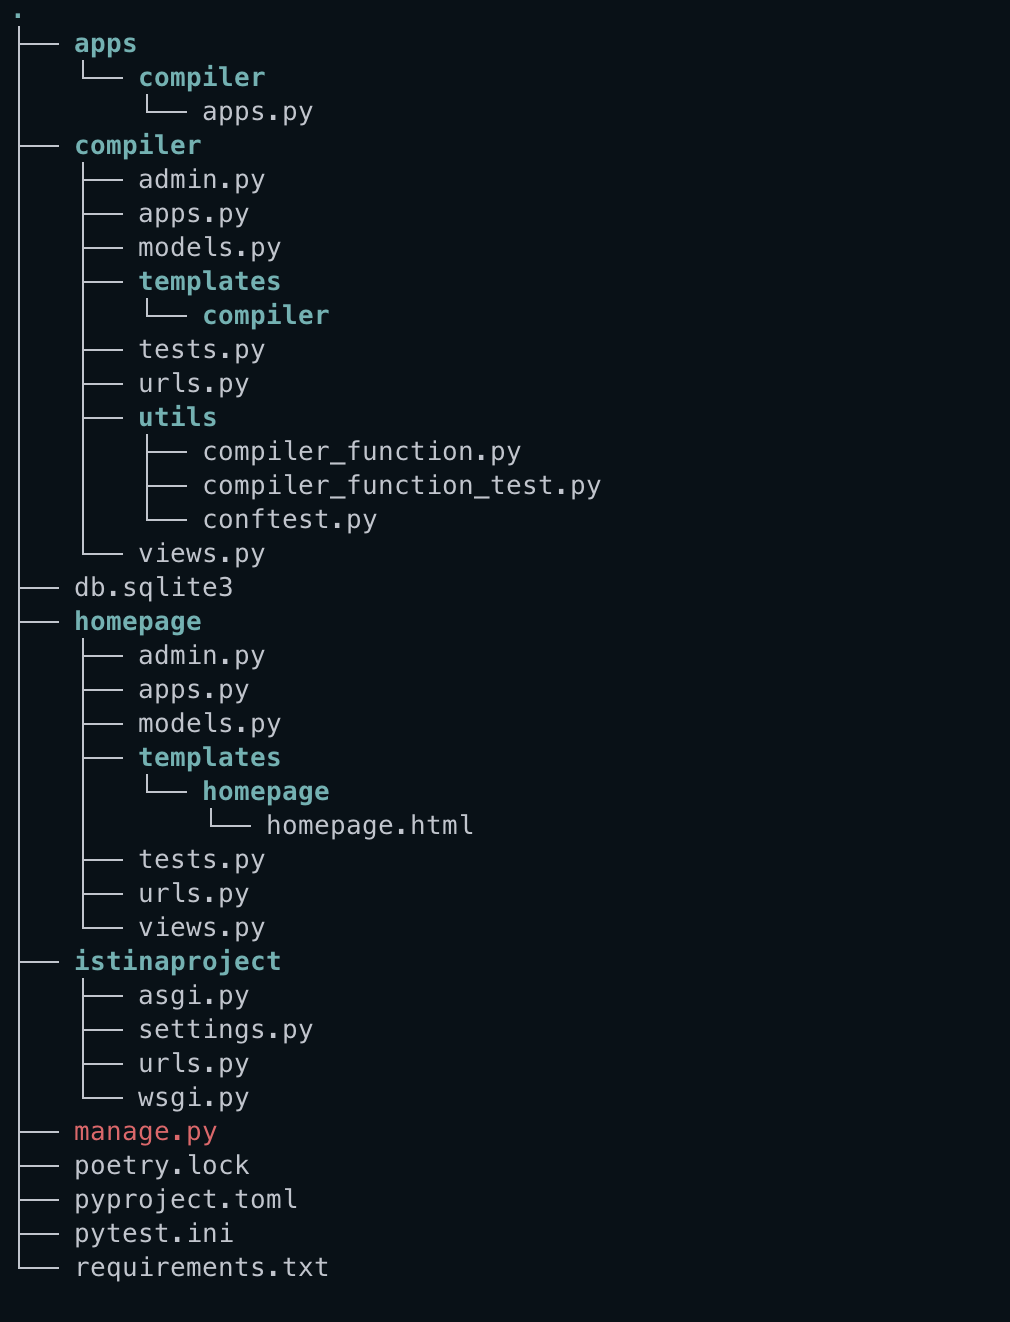 .
├── apps
│   └── compiler
│       └── apps.py
├── compiler
│   ├── admin.py
│   ├── apps.py
│   ├── models.py
│   ├── templates
│   │   └── compiler
│   ├── tests.py
│   ├── urls.py
│   ├── utils
│   │   ├── compiler_function.py
│   │   ├── compiler_function_test.py
│   │   └── conftest.py
│   └── views.py
├── db.sqlite3
├── homepage
│   ├── admin.py
│   ├── apps.py
│   ├── models.py
│   ├── templates
│   │   └── homepage
│   │       └── homepage.html
│   ├── tests.py
│   ├── urls.py
│   └── views.py
├── istinaproject
│   ├── asgi.py
│   ├── settings.py
│   ├── urls.py
│   └── wsgi.py
├── manage.py
├── poetry.lock
├── pyproject.toml
├── pytest.ini
└── requirements.txt